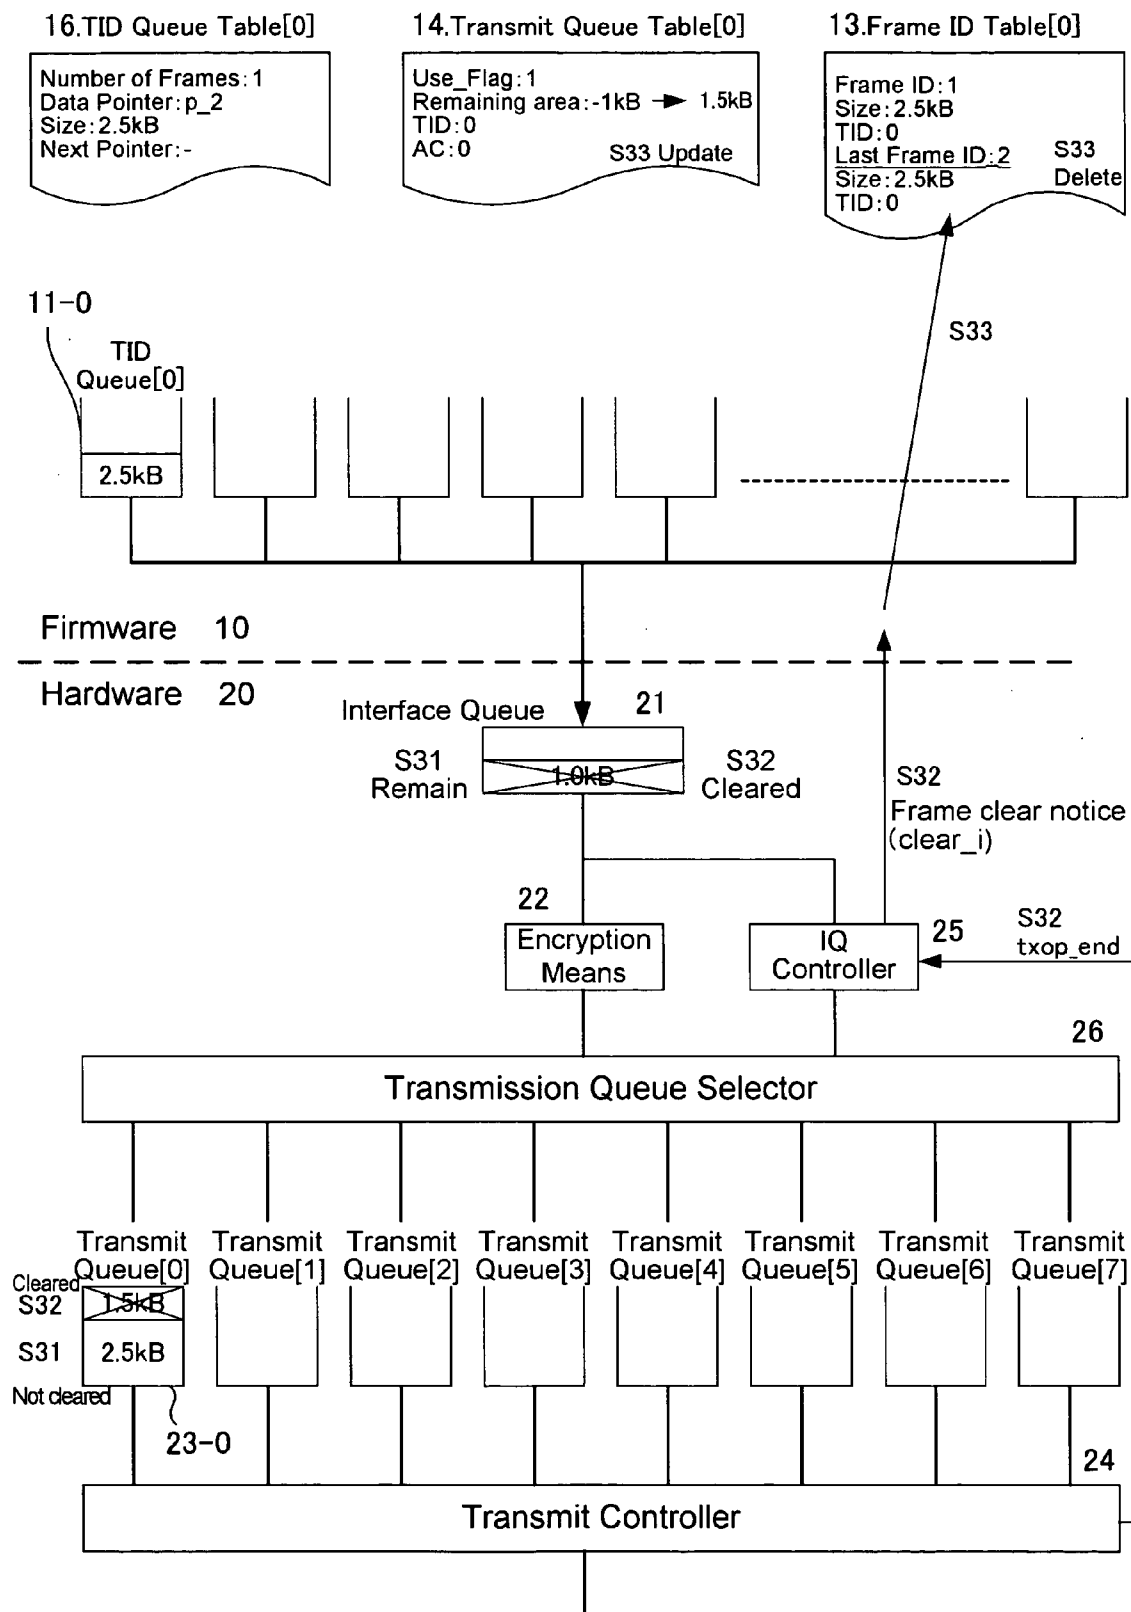 16.TID Queue Table[0]
Number of Frames:1
Data Pointer:p_2
Size:2.5kB
Next Pointer:-
14.Transmit Queue Table[0]
Use_Flag:1
Remaining area:-1kB 1.5kB
TID:0
AC:0
S33 Update
13.Frame ID Table[0]
Frame ID:1
Size:2.5kB
TID:0
Last Frame ID:2
Size:2.5kB
TID:0
S33
Delete
11-0
TID
Queue[0]
2.5kB
S33
Firmware 10
Hardware 20
Interface Queue
21
S31
Remain
1.0kB
S32
Cleared
S32
Frame clear notice
(clear_i)
22
Encryption
Means
IQ
Controller
25
S32
txop_end
26
Transmission Queue Selector
Transmit
Queue[0]
Transmit
Queue[1]
Transmit
Queue[2]
Transmit
Queue[3]
Transmit
Queue[4]
Transmit
Queue[5]
Transmit
Queue[6]
Transmit
Queue[7]
Cleared
S32
1.5kB
S31
2.5kB
Not cleared
23-0
24
Transmit Controller